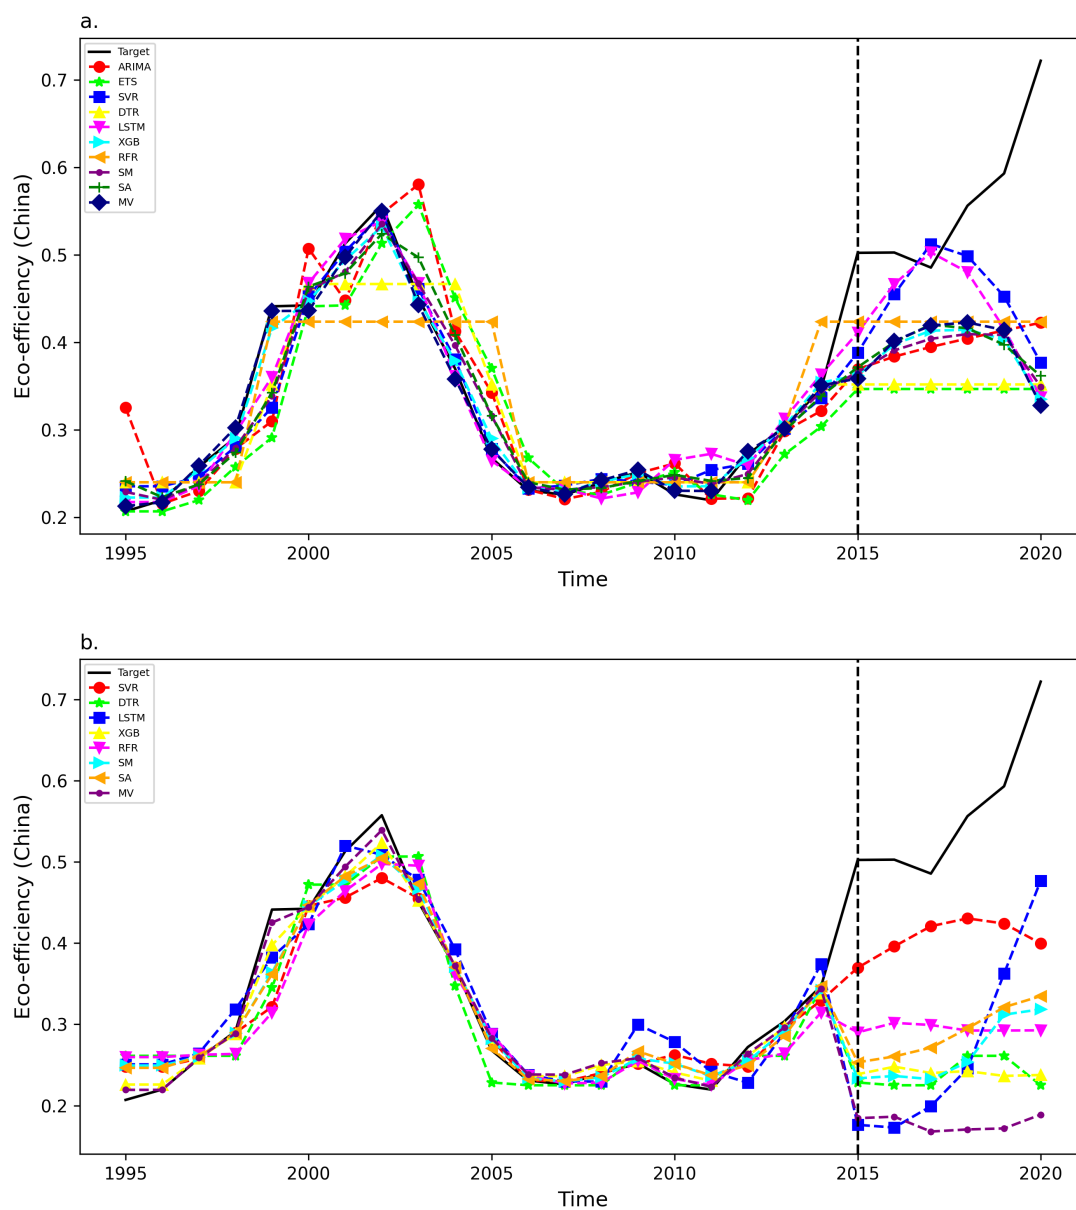 a.
0.7
0.6
0.5
0.4
0.3
0.2
Eco-efficiency (China)
Target
ARIMA
ETS
SVR
DTR
LSTM
XGB
RFR
SM
SA
MV
1995 2000 2005 2010 2015 2020
Time
b.
0.7
0.6
0.5
0.4
0.3
0.2
Eco-efficiency (China)
Target
SVR
DTR
LSTM
XGB
RFR
SM
SA
MV
1995 2000 2005 2010 2015 2020
Time